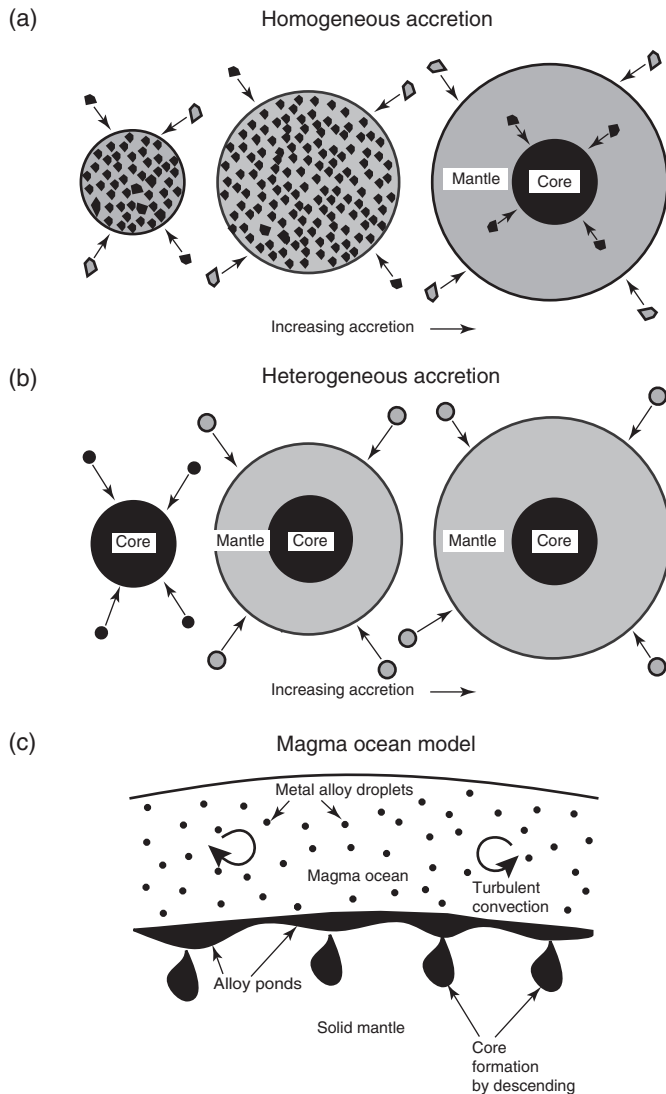 (a)
Homogeneous accretion
Mantle
Core
Increasing accretion
(b)
Heterogeneous accretion
Core
Mantle
Core
Mantle
Core
Increasing accretion
(c)
Magma ocean model
Metal alloy droplets
Magma ocean
Turbulent
convection
Alloy ponds
Solid mantle
Core
formation
by descending